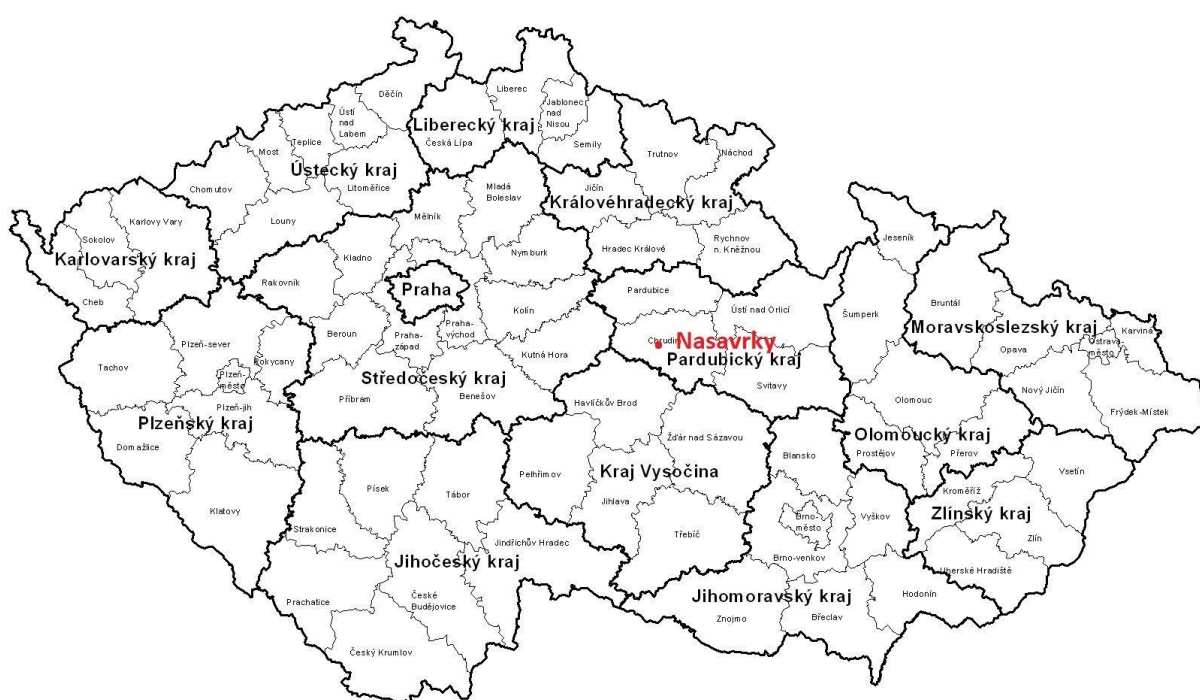 Děčín
Liberec
Ústí
nad
Labem
Jablonec
nad
Nisou
Liberecký kraj
Česká Lípa
Teplice
Most
Semily
Trutnov
Náchod
Ústecký kraj
Litoměřice
Chomutov
Mladá
Boleslav
Jičín
Královéhradecký kraj
Karlovy Vary
Louny
Mělník
Sokolov
Karlovarský kraj
Kladno
Nymburk
Hradec Králové
Rychnov
n. Kněžnou
Jeseník
Cheb
Rakovník
Praha
Pardubice
Bruntál
Kolín
Ústí nad Orlicí
Šumperk
Moravskoslezský kraj
Karviná
Beroun
Praha-
západ
Praha-
východ
Nasavrky
Pardubický kraj
Opava
Ostrava-
město
Plzeň-sever
Rokycany
Kutná Hora
Tachov
Plzeň-
město
Středočeský kraj
Benešov
Svitavy
Nový Jičín
Příbram
Plzeň-jih
Havlíčkův Brod
Olomouc
Frýdek-Místek
Plzeňský kraj
Domažlice
Žďár nad Sázavou
Olomoucký kraj
Prostějov
Přerov
Blansko
Písek
Tábor
Pelhřimov
Kraj Vysočina
Vsetín
Klatovy
Jihlava
Kroměříž
Zlínský kraj
Strakonice
Brno-
město
Vyškov
Třebíč
Zlín
Jindřichův Hradec
Jihočeský kraj
Brno-venkov
Uherské Hradiště
Prachatice
České
Budějovice
Jihomoravský kraj
Hodonín
Znojmo
Břeclav
Český Krumlov